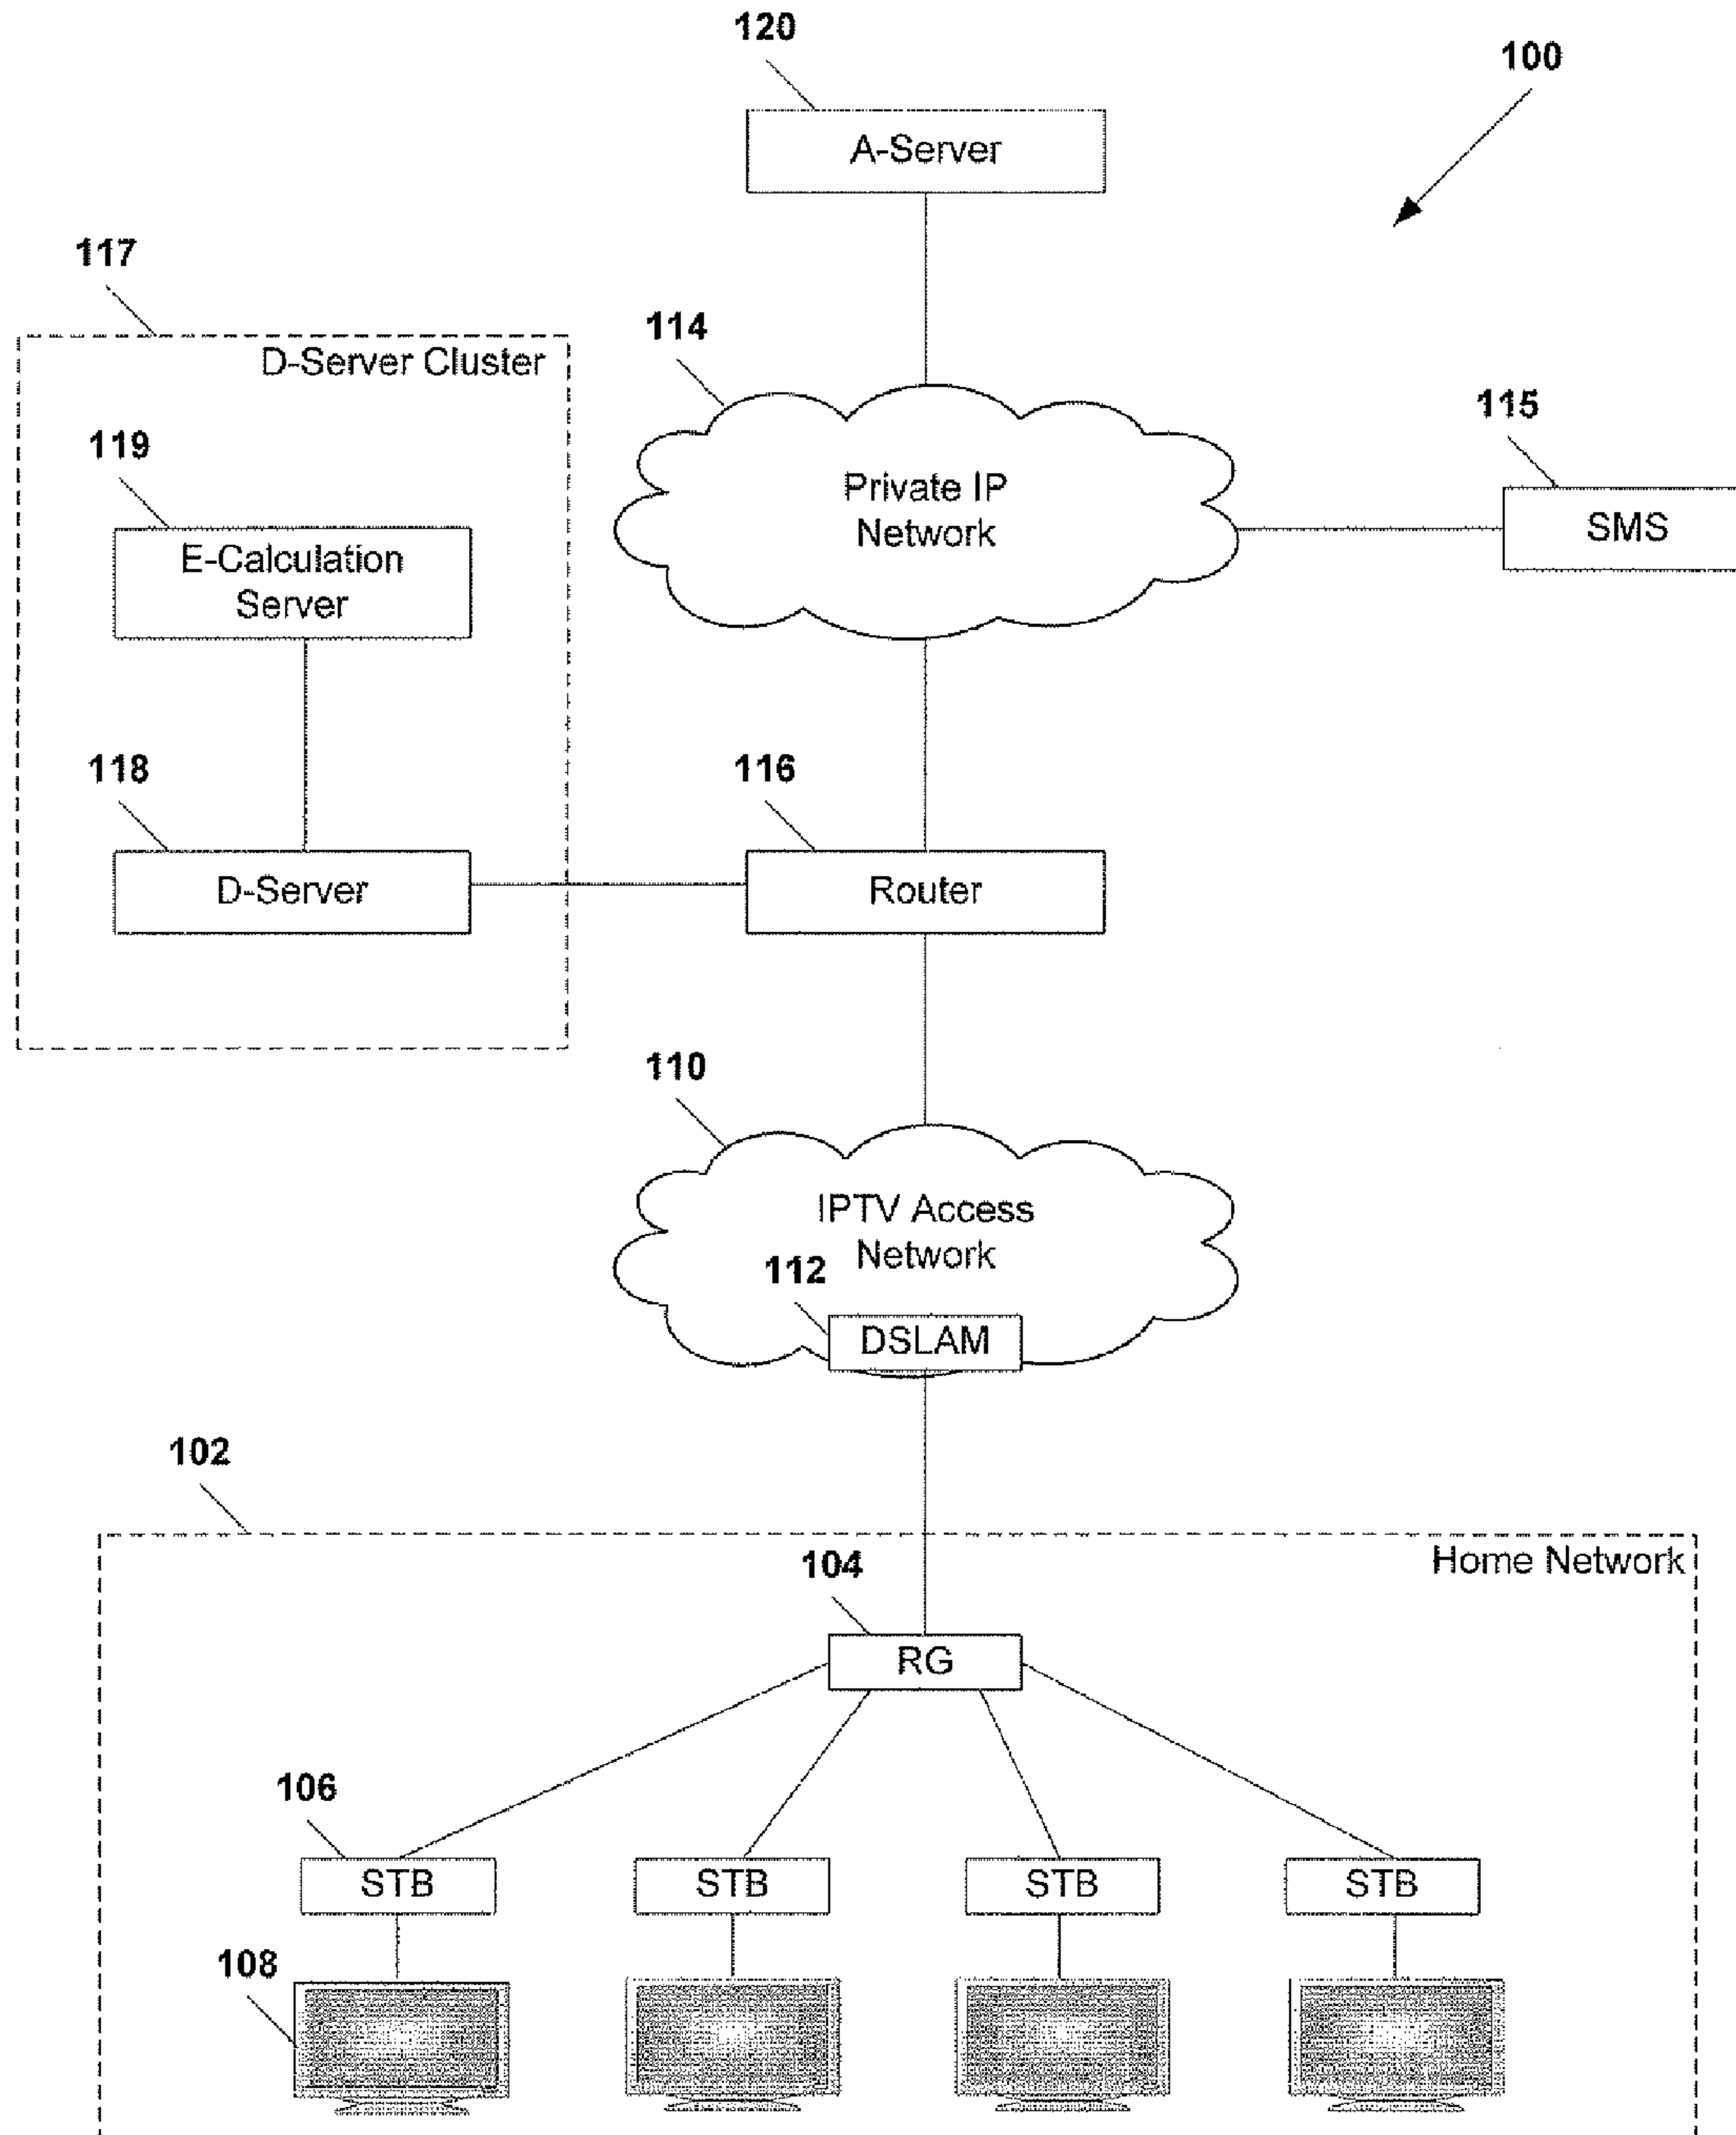 120
100
A-Server
117
114
D-Server Cluster
115
119
Private IP
Network
SMS
E-Calculation
Server
118
116
D-Server
Router
110
IPTV Access
Network
112
DSLAM
102
Home Network
104
RG
106
STB
STB
STB
STB
108